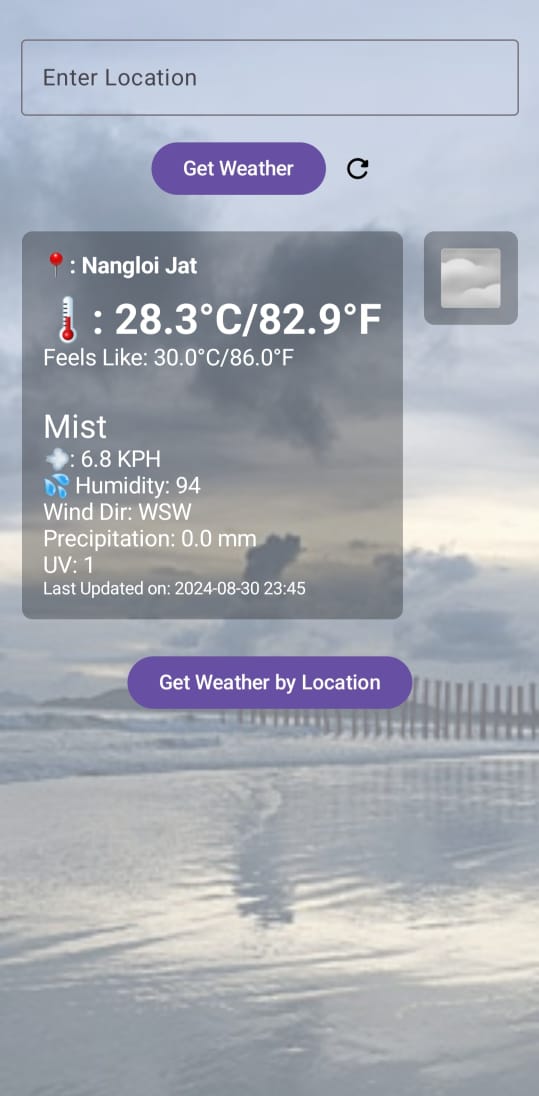 Enter Location
Get Weather
📍: Nangloi Jat
🌡️: 28.3°C/82.9°F
Feels Like: 30.0°C/86.0°F
Mist
💨: 6.8 KPH
💦 Humidity: 94
Wind Dir: WSW
Precipitation: 0.0 mm
UV: 1
Last Updated on: 2024-08-30 23:45
Get Weather by Location